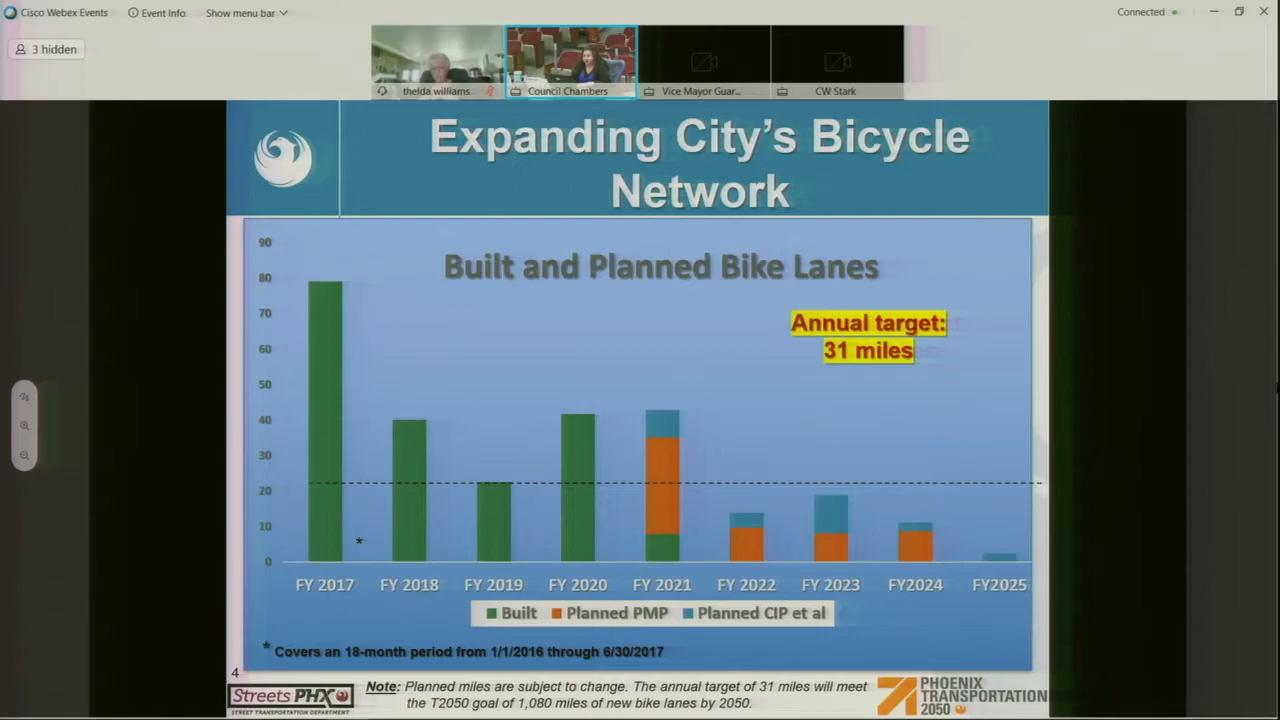 Cisco Webex Events
Event Info
Show menu bar
Connected
3 hidden
thelda williams
Council Chambers
Vice Mayor Guar...
CW Stark
Expanding City's Bicycle
Network
Built and Planned Bike Lanes
Annual target:
31 miles
90
80
70
60
50
40
30
20
10
0
*
FY 2017
FY 2018
FY 2019
FY 2020
FY 2021
FY 2022
FY 2023
FY2024
FY2025
Built
Planned PMP
Planned CIP et al
* Covers an 18-month period from 1/1/2016 through 6/30/2017
4
Streets PHX
STREET TRANSPORTATION DEPARTMENT
Note: Planned miles are subject to change. The annual target of 31 miles will meet
the T2050 goal of 1,080 miles of new bike lanes by 2050.
PHOENIX
TRANSPORTATION
2050